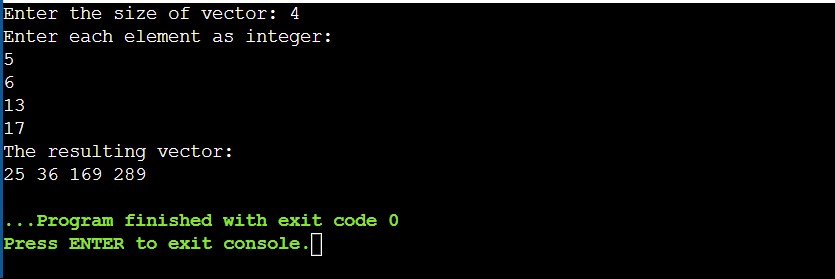 Enter the size of vector: 4
Enter each element as integer:
5
6
13
17
The resulting vector:
25 36 169 289
...Program finished with exit code 0
Press ENTER to exit console.